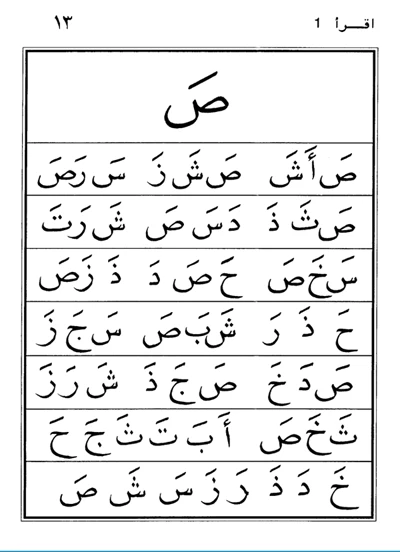 اقـــرأ 1 ١٣
صَ
صَ أَ شَ صَ شَ زَ سَ رَ صَ
صَ ثَ ذَ دَ سَ صَ شَ رَ تَ
سَ خَ صَ حَ صَ دَ ذَ زَ صَ
حَ ذَ رَ شَ بَ صَ سَ جَ زَ
صَ دَ خَ صَ جَ ذَ شَ رَ زَ
ثَ خَ صَ أَ بَ تَ ثَ جَ حَ
خَ دَ ذَ رَ زَ سَ شَ صَ